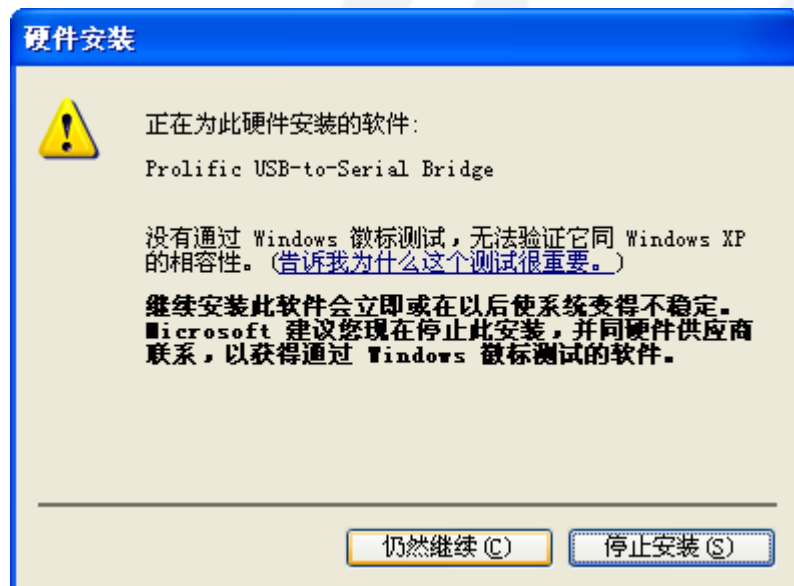 硬件安装
正在为此硬件安装的软件:
Prolific USB-to-Serial Bridge
没有通过 Windows 徽标测试，无法验证它同 Windows XP
的相容性。(告诉我为什么这个测试很重要。)
继续安装此软件会立即或在以后使系统变得不稳定。
Microsoft 建议您现在停止此安装，并同硬件供应商
联系，以获得通过 Windows 徽标测试的软件。
仍然继续(C) 停止安装(S)